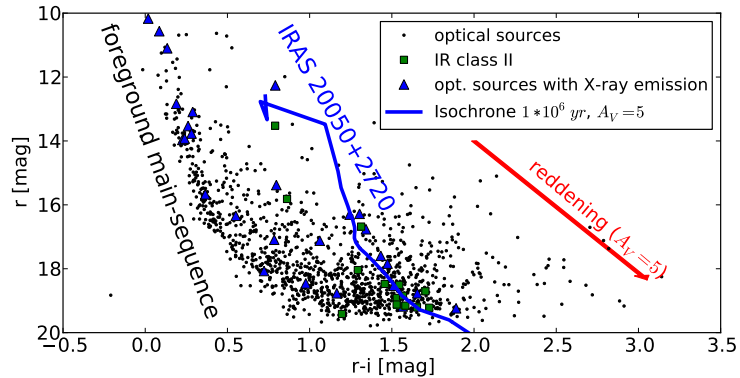 10
12
14
16
18
20
r [mag]
−0.5
0.0
0.5
1.0
1.5
2.0
2.5
3.0
3.5
r-i [mag]
foreground main-sequence
IRAS 20050+2720
reddening (A_V=5)
optical sources
IR class II
opt. sources with X-ray emission
Isochrone 1*10^6 yr, A_V=5